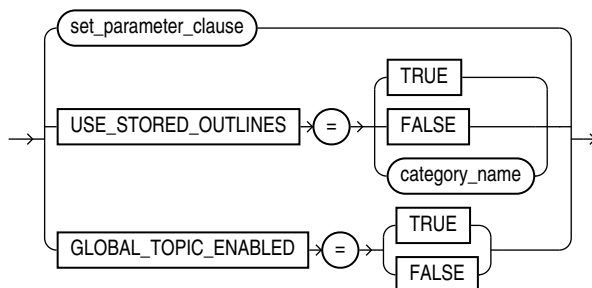 set_parameter_clause
TRUE
USE_STORED_OUTLINES = FALSE
category_name
TRUE
GLOBAL_TOPIC_ENABLED =
FALSE